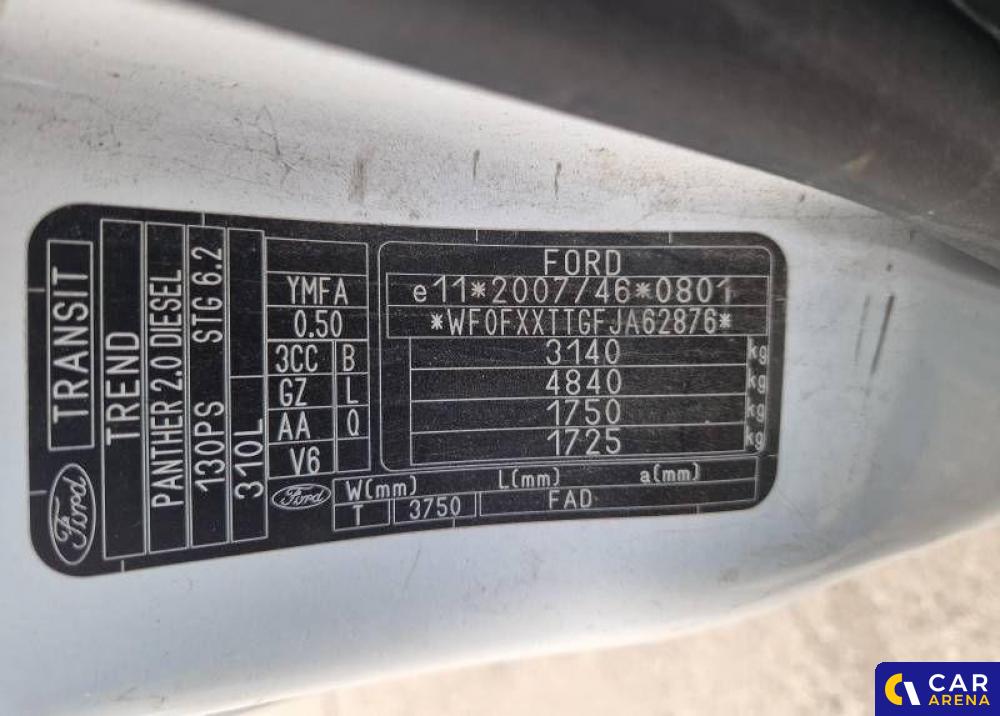 Ford
TRANSIT
TREND
PANTHER 2.0 DIESEL
130PS STG 6.2
310L
YMFA
0.50
3CC B
GZ L
AA Q
V6
Ford
FORD
e11*2007/46*0801
*WF0FXXTTGFJA62876*
3140 kg
4840 kg
1750 kg
1725 kg
W(mm) L(mm) a(mm)
T 3750 FAD
CAR
ARENA